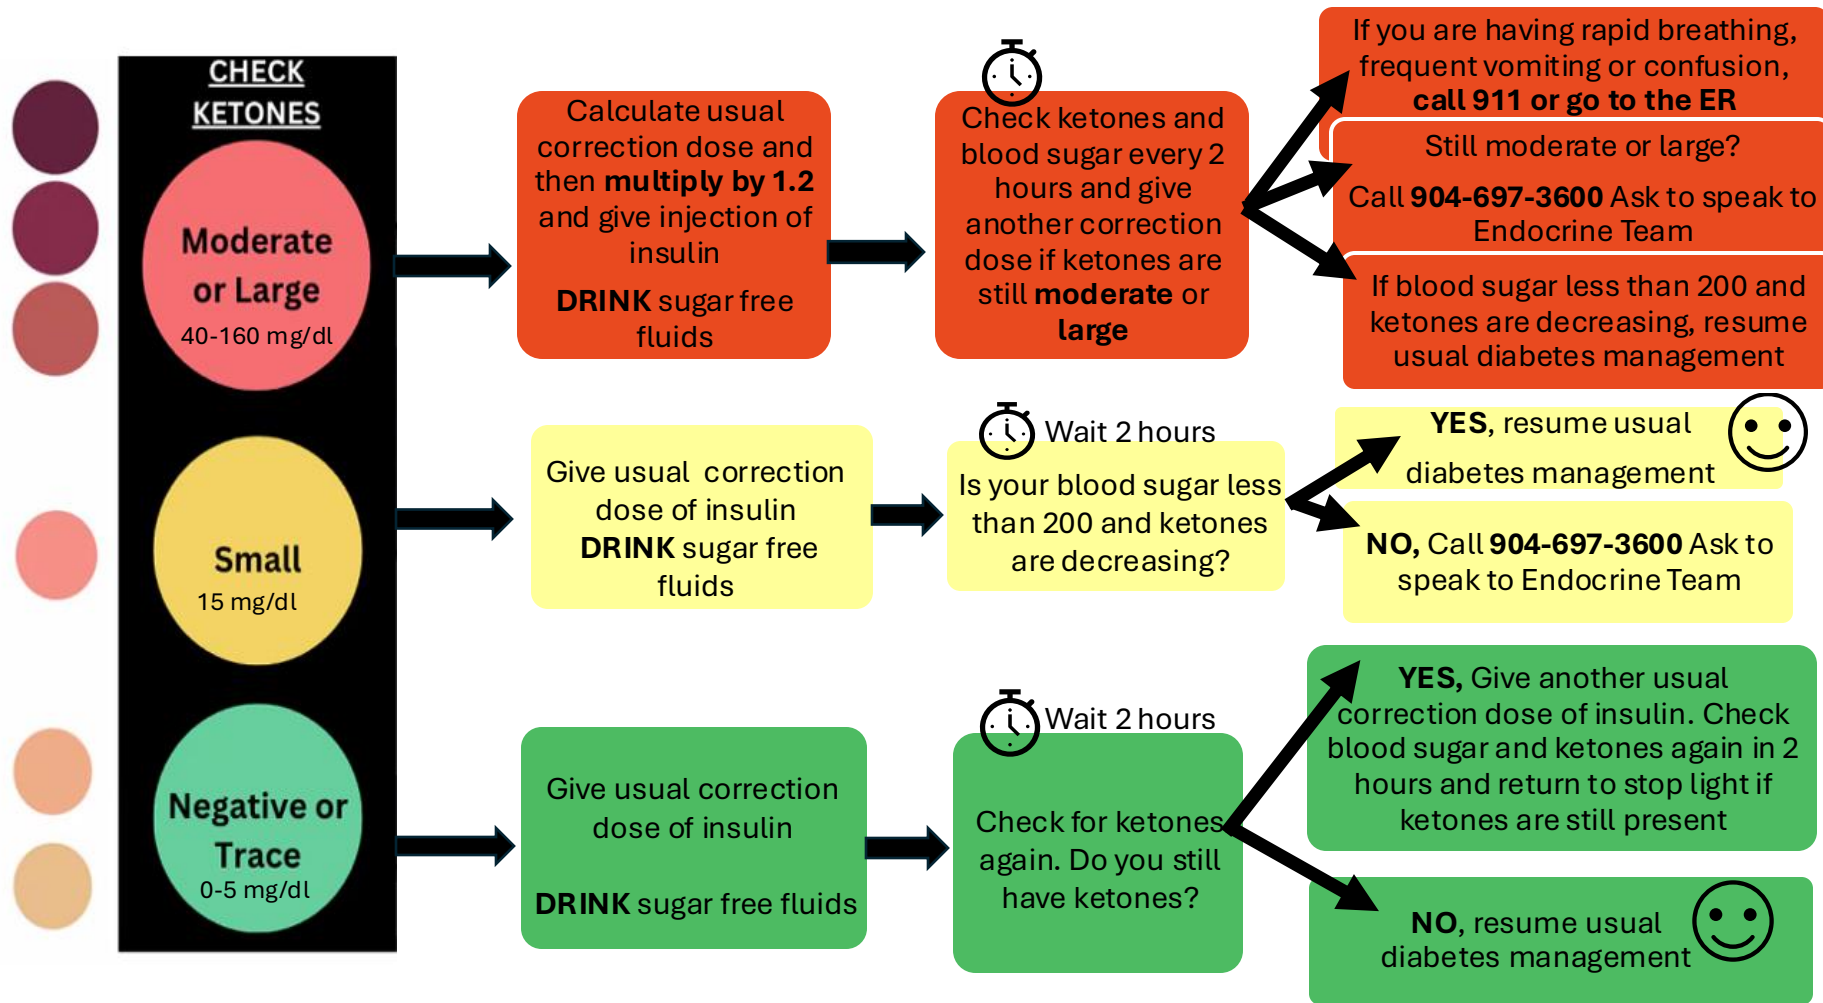 CHECK
KETONES
Moderate
or Large
40-160 mg/dl
Calculate usual
correction dose and
then multiply by 1.2
and give injection of
insulin
DRINK sugar free
fluids
Check ketones and
blood sugar every 2
hours and give
another correction
dose if ketones are
still moderate or
large
If you are having rapid breathing,
frequent vomiting or confusion,
call 911 or go to the ER
Still moderate or large?
Call 904-697-3600 Ask to speak to
Endocrine Team
If blood sugar less than 200 and
ketones are decreasing, resume
usual diabetes management
Small
15 mg/dl
Give usual correction
dose of insulin
DRINK sugar free
fluids
Wait 2 hours
Is your blood sugar less
than 200 and ketones
are decreasing?
YES, resume usual
diabetes management
NO, Call 904-697-3600 Ask to
speak to Endocrine Team
Negative or
Trace
0-5 mg/dl
Give usual correction
dose of insulin
DRINK sugar free fluids
Wait 2 hours
Check for ketones
again. Do you still
have ketones?
YES, Give another usual
correction dose of insulin. Check
blood sugar and ketones again in 2
hours and return to stop light if
ketones are still present
NO, resume usual
diabetes management